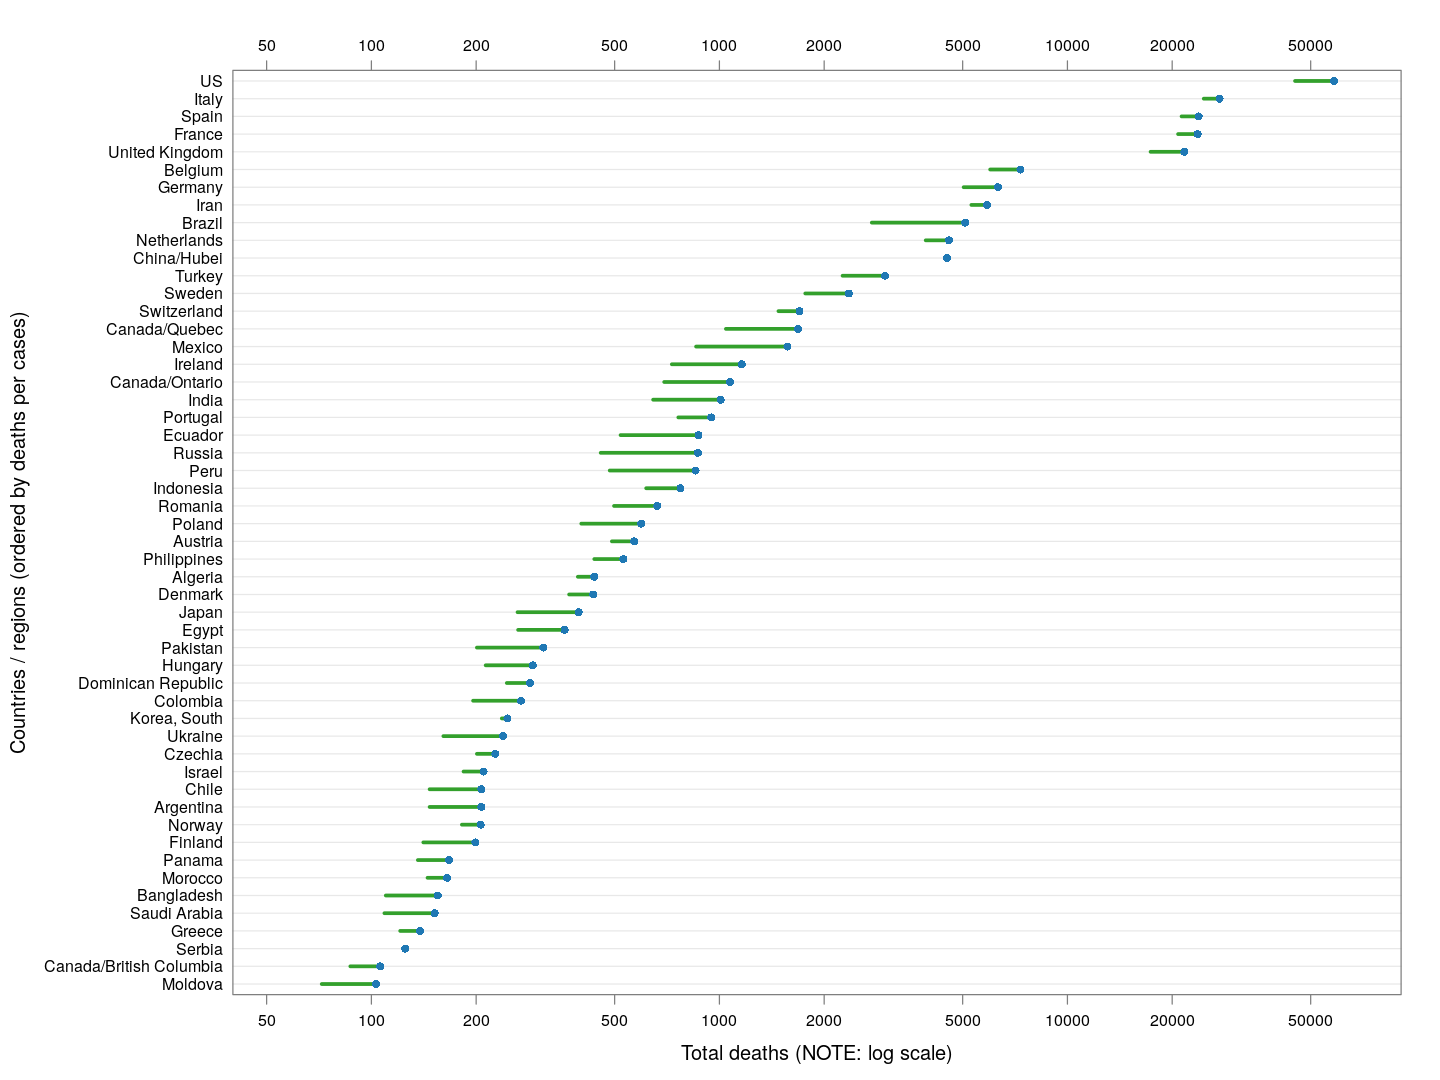 50 100 200 500 1000 2000 5000 10000 20000 50000
US
Italy
Spain
France
United Kingdom
Belgium
Germany
Iran
Brazil
Netherlands
China/Hubei
Turkey
Sweden
Switzerland
Canada/Quebec
Mexico
Ireland
Canada/Ontario
India
Portugal
Ecuador
Russia
Peru
Indonesia
Romania
Poland
Austria
Philippines
Algeria
Denmark
Japan
Egypt
Pakistan
Hungary
Dominican Republic
Colombia
Korea, South
Ukraine
Czechia
Israel
Chile
Argentina
Norway
Finland
Panama
Morocco
Bangladesh
Saudi Arabia
Greece
Serbia
Canada/British Columbia
Moldova
Countries / regions (ordered by deaths per cases)
50 100 200 500 1000 2000 5000 10000 20000 50000
Total deaths (NOTE: log scale)